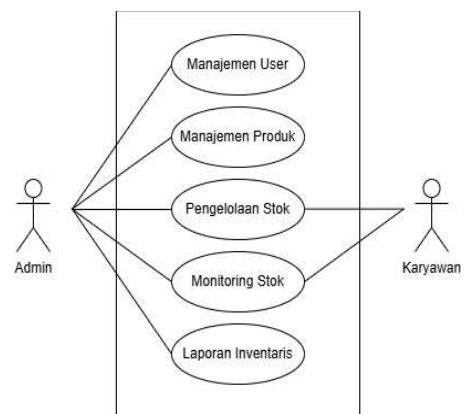 Manajemen User
Manajemen Produk
Pengelolaan Stok
Monitoring Stok
Laporan Inventaris
Admin
Karyawan